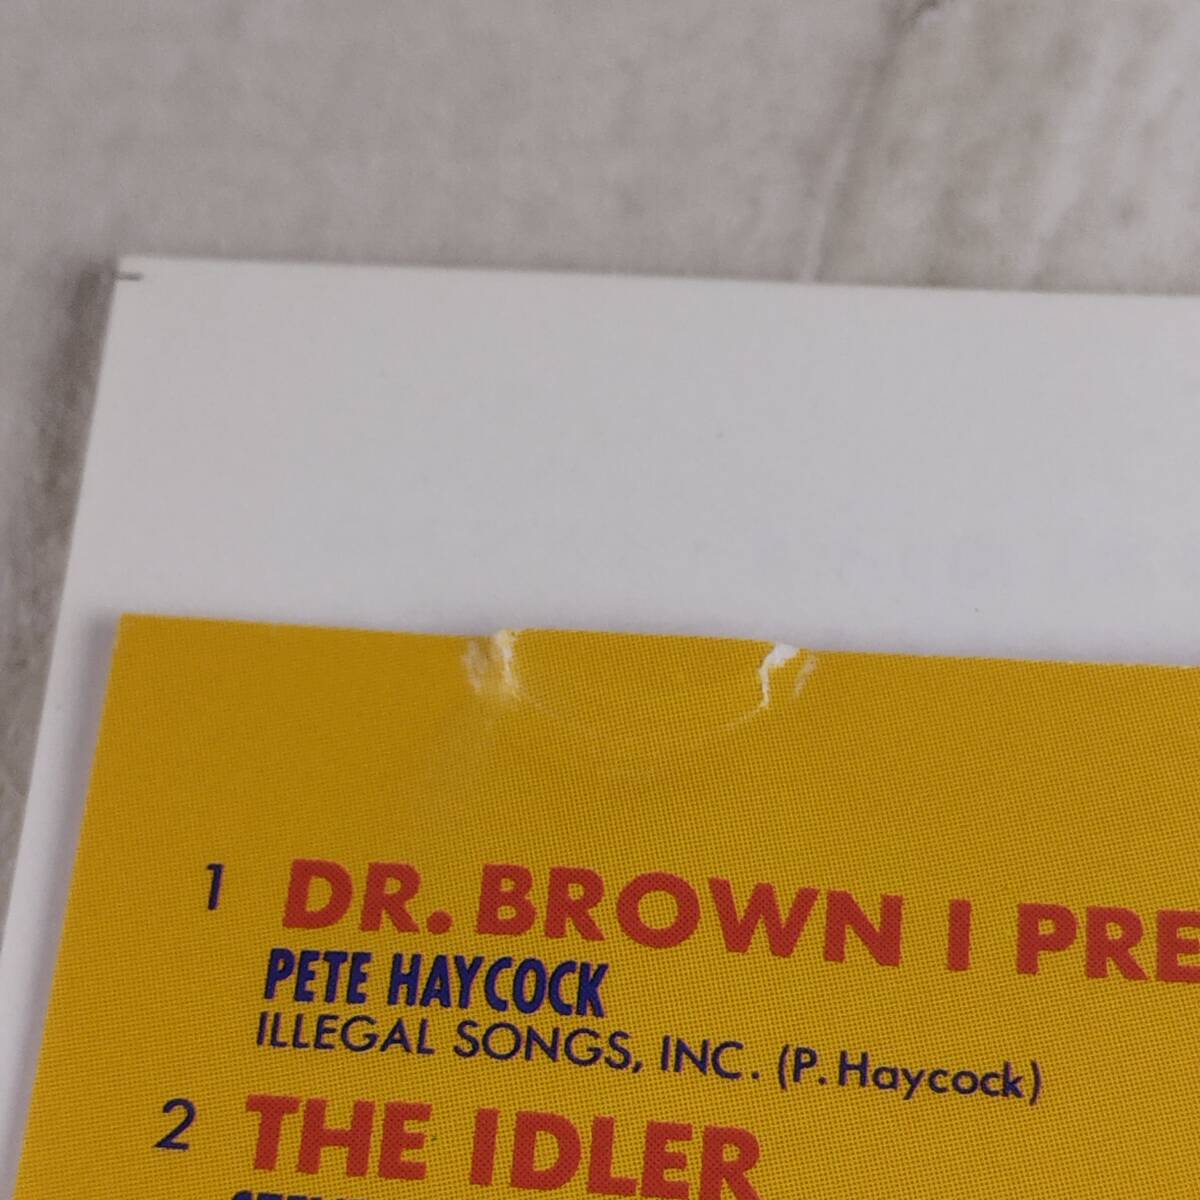 1 DR. BROWN I PRE
PETE HAYCOCK
ILLEGAL SONGS, INC. (P. Haycock)
2 THE IDLER